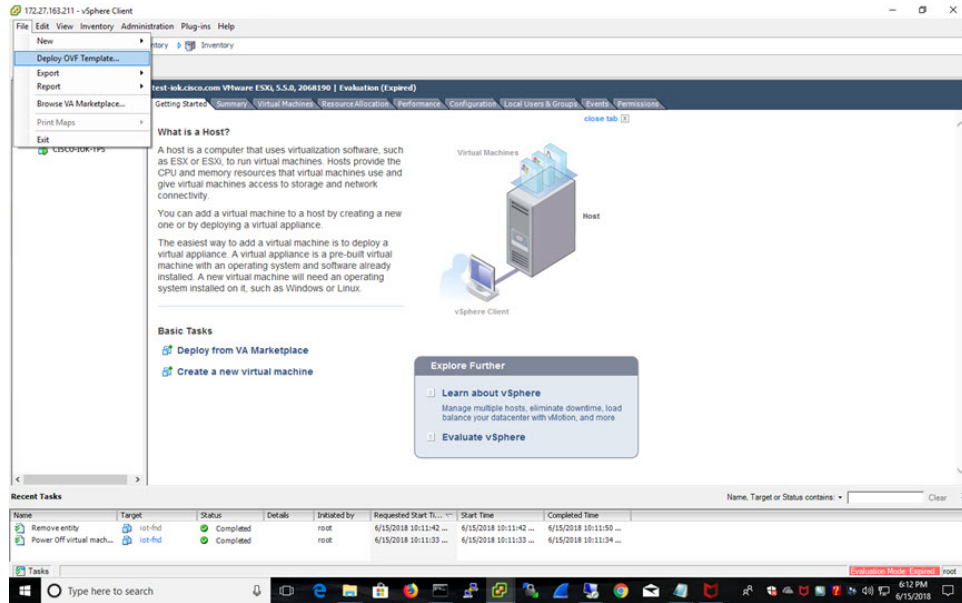 172.27.163.211 - vSphere Client
File Edit View Inventory Administration Plug-ins Help
New
Inventory
Deploy OVF Template...
Export
Report
Browse VA Marketplace...
Print Maps
Exit
CISCO-IOK-TPS
test-iok.cisco.com VMware ESXi, 5.5.0, 2068190 | Evaluation (Expired)
Getting Started Summary Virtual Machines Resource Allocation Performance Configuration Local Users & Groups Events Permissions
close tab
What is a Host?
A host is a computer that uses virtualization software, such
as ESX or ESXi, to run virtual machines. Hosts provide the
CPU and memory resources that virtual machines use and
give virtual machines access to storage and network
connectivity.
You can add a virtual machine to a host by creating a new
one or by deploying a virtual appliance.
The easiest way to add a virtual machine is to deploy a
virtual appliance. A virtual appliance is a pre-built virtual
machine with an operating system and software already
installed. A new virtual machine will need an operating
system installed on it, such as Windows or Linux.
Virtual Machines
Host
vSphere Client
Basic Tasks
Deploy from VA Marketplace
Create a new virtual machine
Explore Further
Learn about vSphere
Manage multiple hosts, eliminate downtime, load
balance your datacenter with vMotion, and more
Evaluate vSphere
Recent Tasks
Name, Target or Status contains:
Clear
Name Target Status Details Initiated by Requested Start Ti... Start Time Completed Time
Remove entity iot-fnd Completed root 6/15/2018 10:11:42 ... 6/15/2018 10:11:42 ... 6/15/2018 10:11:50 ...
Power Off virtual mach... iot-fnd Completed root 6/15/2018 10:11:33 ... 6/15/2018 10:11:33 ... 6/15/2018 10:11:34 ...
Tasks
Evaluation Mode: Expired root
Type here to search
6:12 PM
6/15/2018